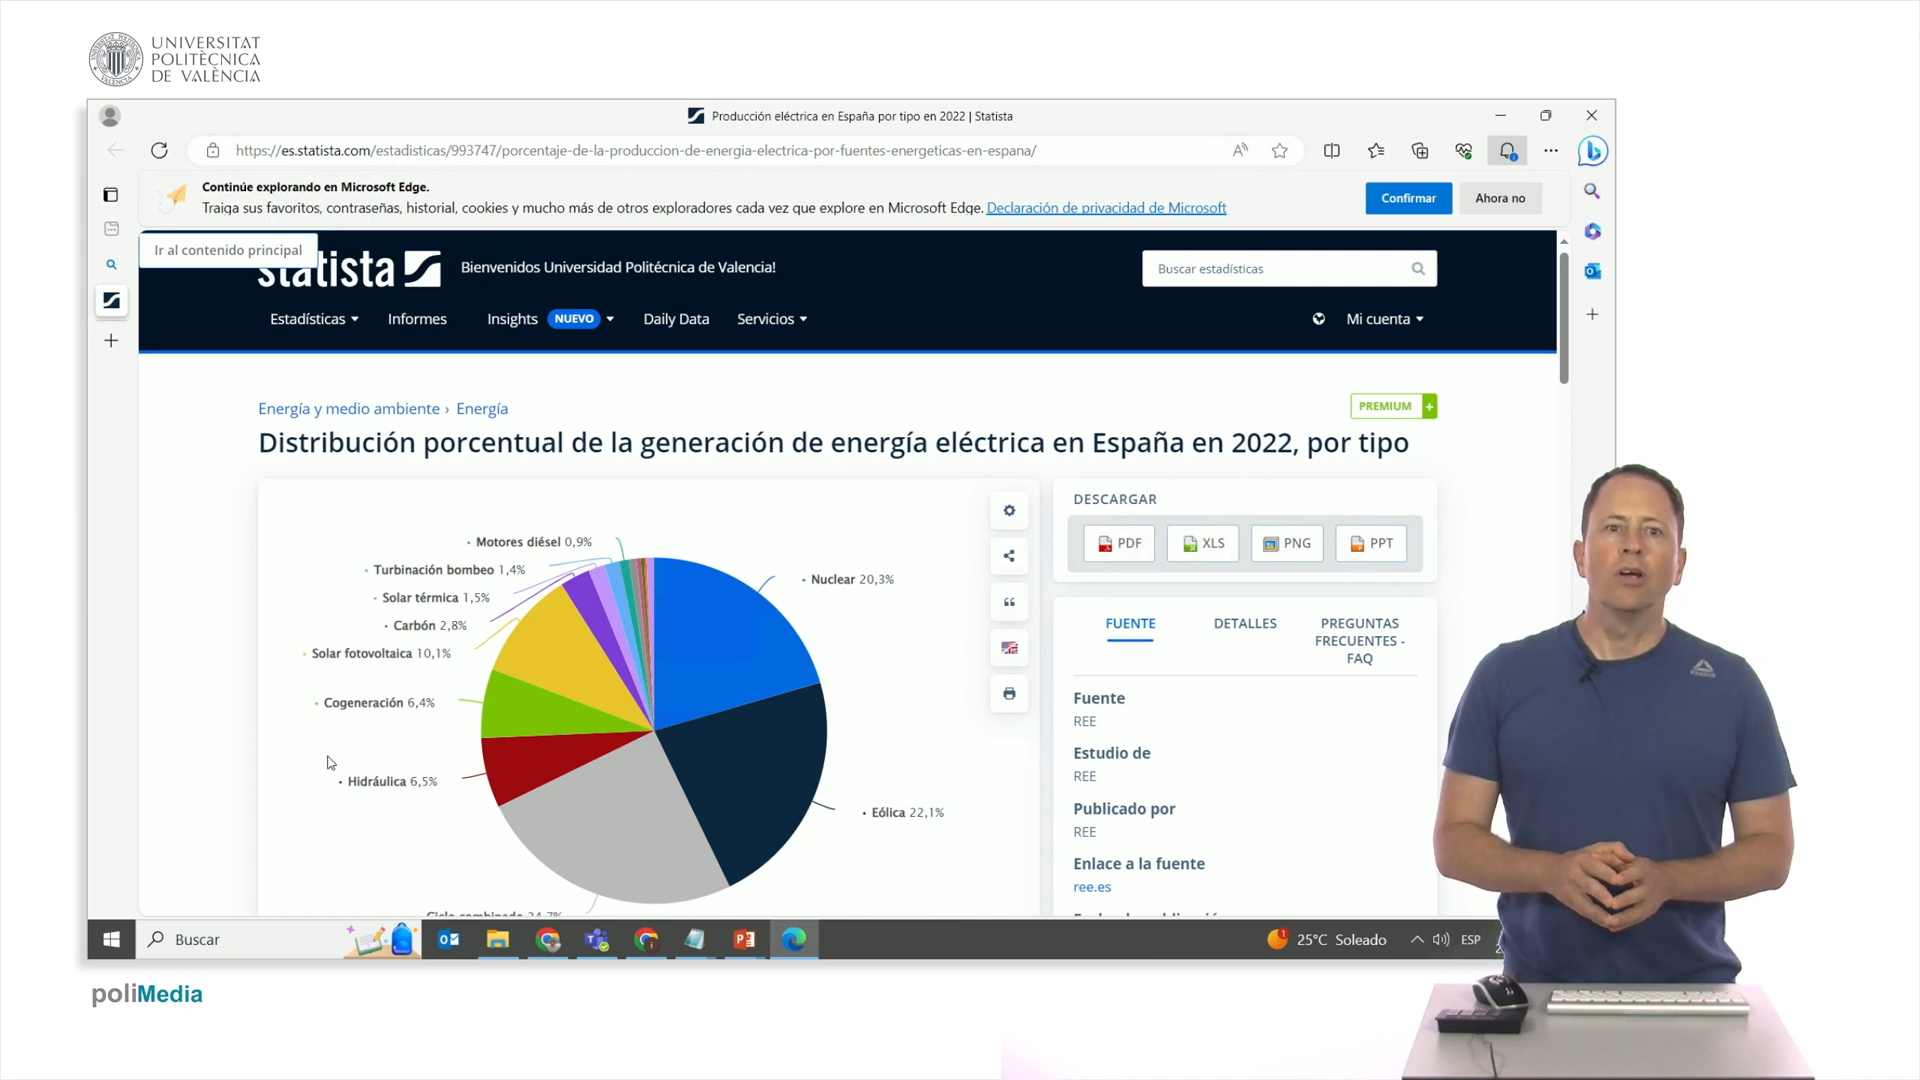 UNIVERSITAT
POLITÈCNICA
DE VALÈNCIA
Producción eléctrica en España por tipo en 2022 | Statista
https://es.statista.com/estadisticas/993747/porcentaje-de-la-produccion-de-energia-electrica-por-fuentes-energeticas-en-espana/
Continúe explorando en Microsoft Edge.
Traiga sus favoritos, contraseñas, historial, cookies y mucho más de otros exploradores cada vez que explore en Microsoft Edge. Declaración de privacidad de Microsoft
Confirmar
Ahora no
Ir al contenido principal
statista
Bienvenidos Universidad Politécnica de Valencia!
Buscar estadísticas
Estadísticas Informes Insights NUEVO Daily Data Servicios
Mi cuenta
Energía y medio ambiente › Energía
PREMIUM +
Distribución porcentual de la generación de energía eléctrica en España en 2022, por tipo
Motores diésel 0,9%
Turbinación bombeo 1,4%
Solar térmica 1,5%
Carbón 2,8%
Solar fotovoltaica 10,1%
Cogeneración 6,4%
Hidráulica 6,5%
Nuclear 20,3%
Eólica 22,1%
Ciclo combinado 24,7%
DESCARGAR
PDF
XLS
PNG
PPT
FUENTE
DETALLES
PREGUNTAS
FRECUENTES -
FAQ
Fuente
REE
Estudio de
REE
Publicado por
REE
Enlace a la fuente
ree.es
Buscar
25°C Soleado
ESP
poliMedia